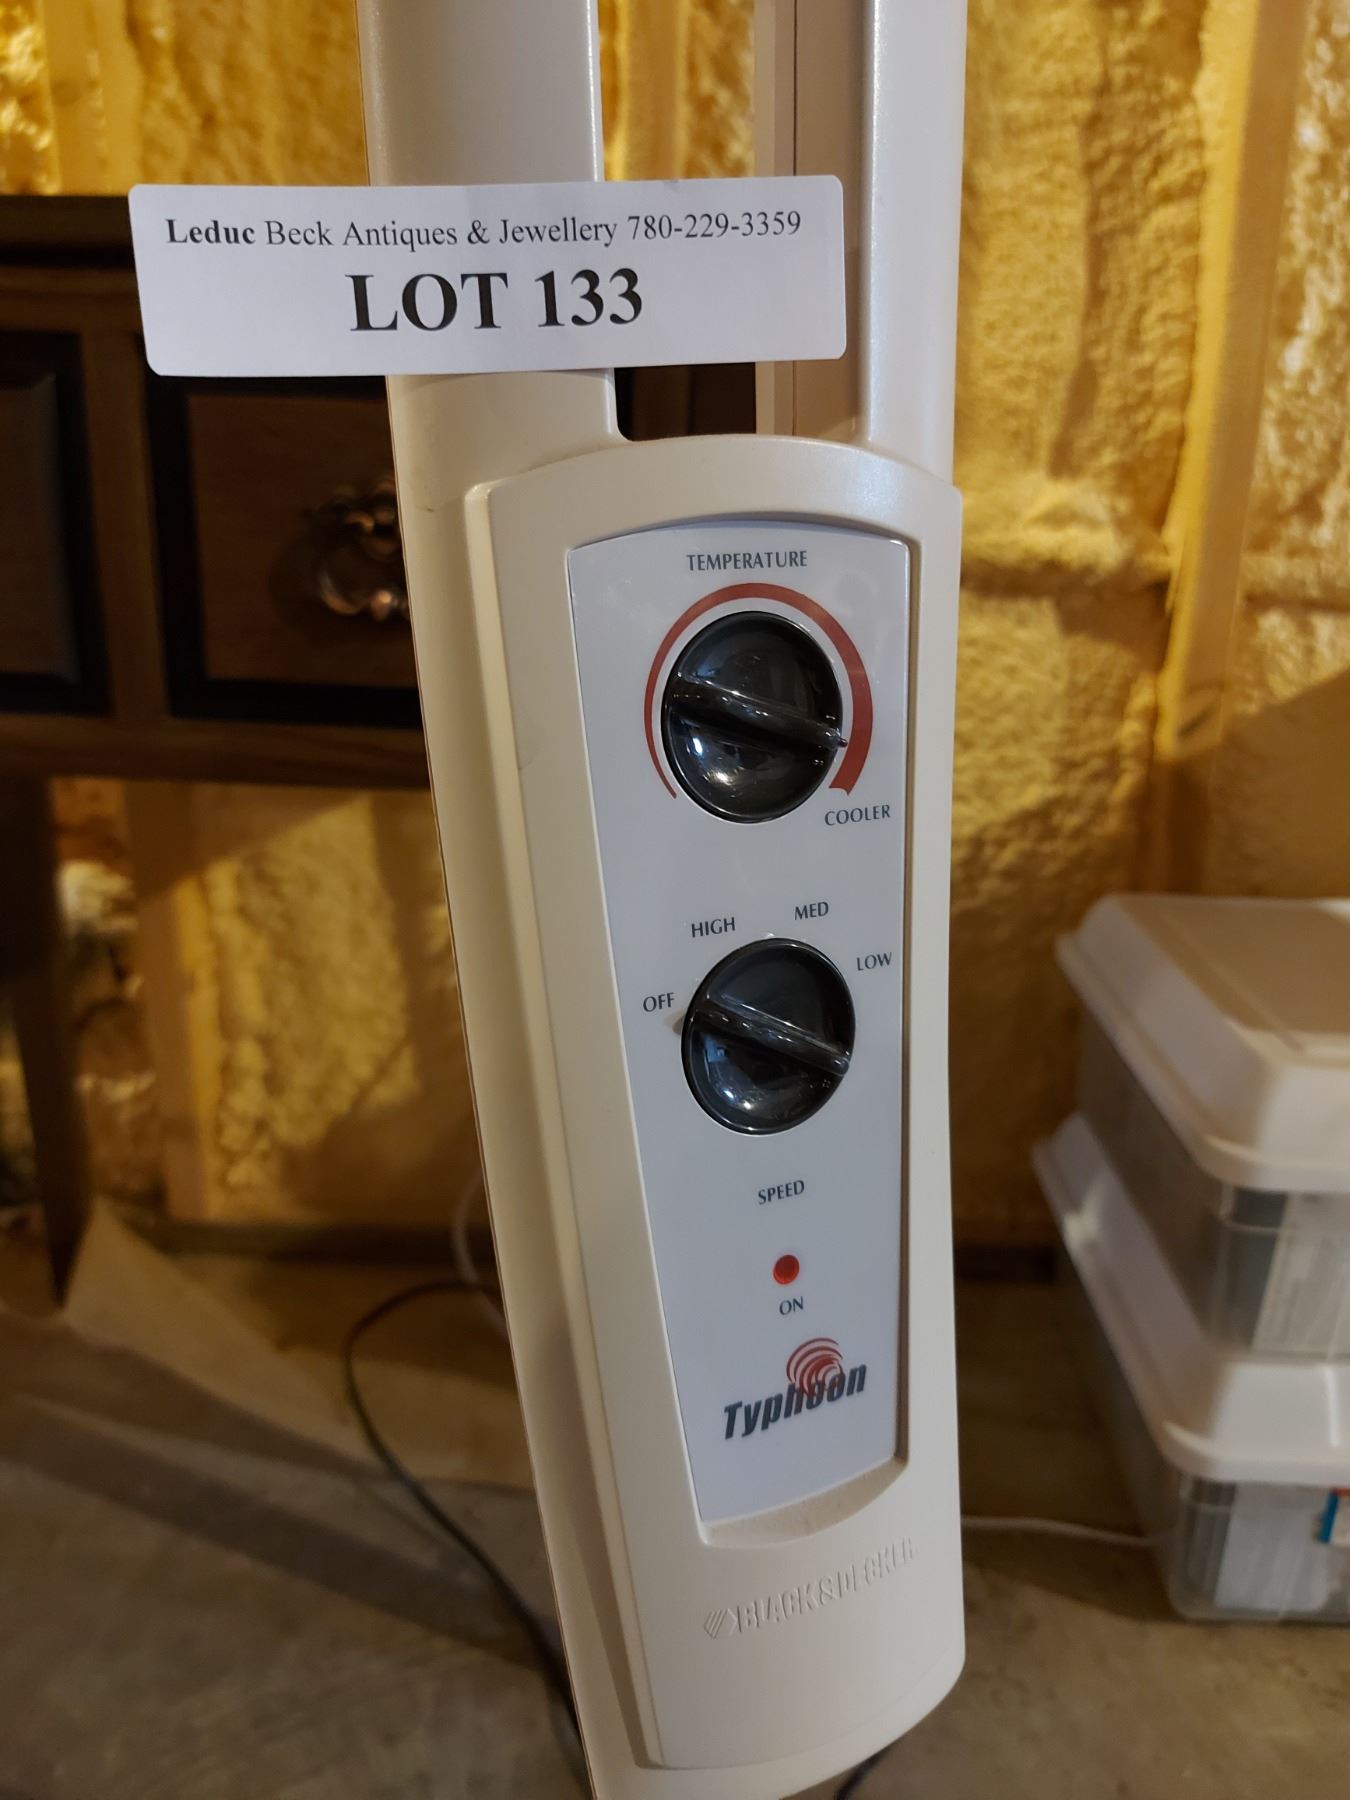 Leduc Beck Antiques & Jewellery 780-229-3359
LOT 133
TEMPERATURE
COOLER
HIGH MED
OFF LOW
SPEED
ON
Typhoon
BLACK&DECKER